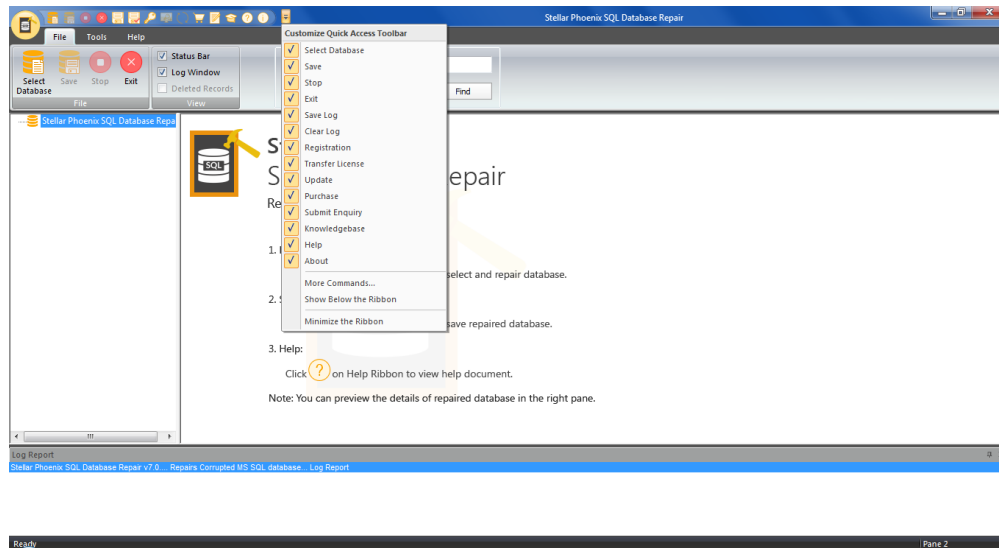 Stellar Phoenix SQL Database Repair
File Tools Help
Customize Quick Access Toolbar
Select Database
Save
Stop
Exit
Save Log
Clear Log
Registration
Transfer License
Update
Purchase
Submit Enquiry
Knowledgebase
Help
About
More Commands...
Show Below the Ribbon
Minimize the Ribbon
Select Database
Save
Stop
Exit
File
Status Bar
Log Window
Deleted Records
View
Find
Stellar Phoenix SQL Database Repa
SQL
epair
Re
1.
select and repair database.
2. S
save repaired database.
3. Help:
Click ? on Help Ribbon to view help document.
Note: You can preview the details of repaired database in the right pane.
Log Report
Stellar Phoenix SQL Database Repair v7.0.... Repairs Corrupted MS SQL database... Log Report
Ready
Pane 2